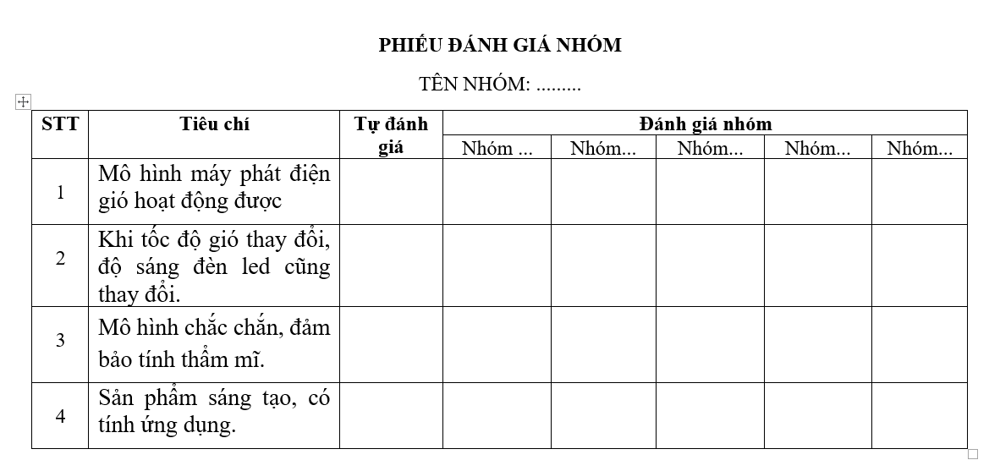 PHIẾU ĐÁNH GIÁ NHÓM
TÊN NHÓM: .........
STT
Tiêu chí
Tự đánh
giá
Đánh giá nhóm
Nhóm ...
Nhóm...
Nhóm...
Nhóm...
Nhóm...
1
Mô hình máy phát điện
gió hoạt động được
2
Khi tốc độ gió thay đổi,
độ sáng đèn led cũng
thay đổi.
3
Mô hình chắc chắn, đảm
bảo tính thẩm mĩ.
4
Sản phẩm sáng tạo, có
tính ứng dụng.